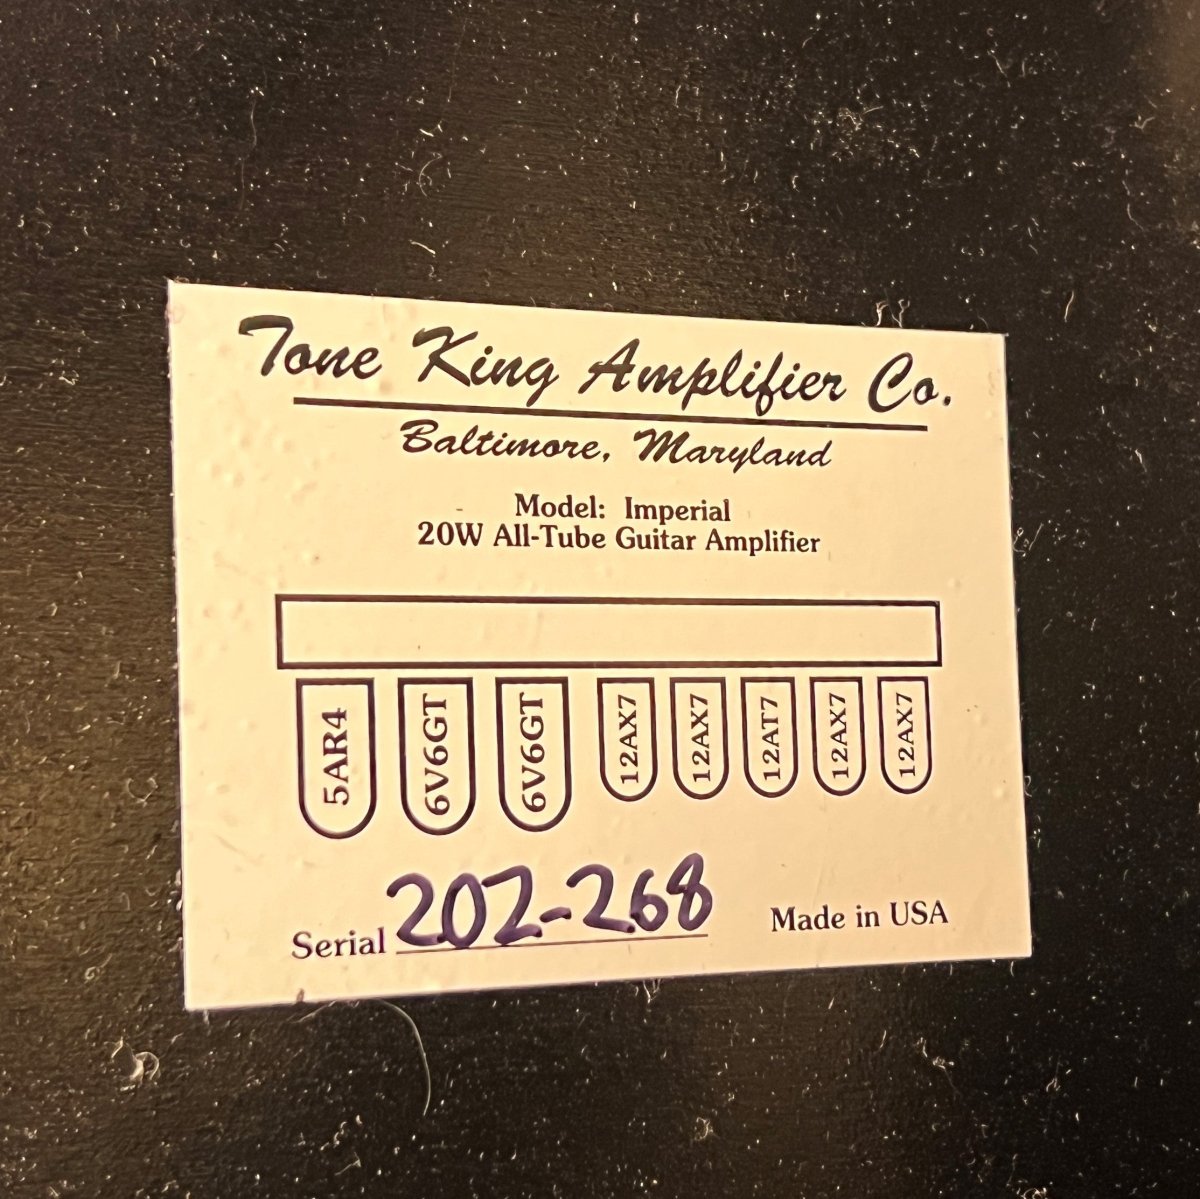 Tone King Amplifier Co.
Baltimore, Maryland
Model: Imperial
20W All-Tube Guitar Amplifier
5AR4 6V6GT 6V6GT 12AX7 12AX7 12AT7 12AX7 12AX7
Serial 202-268 Made in USA